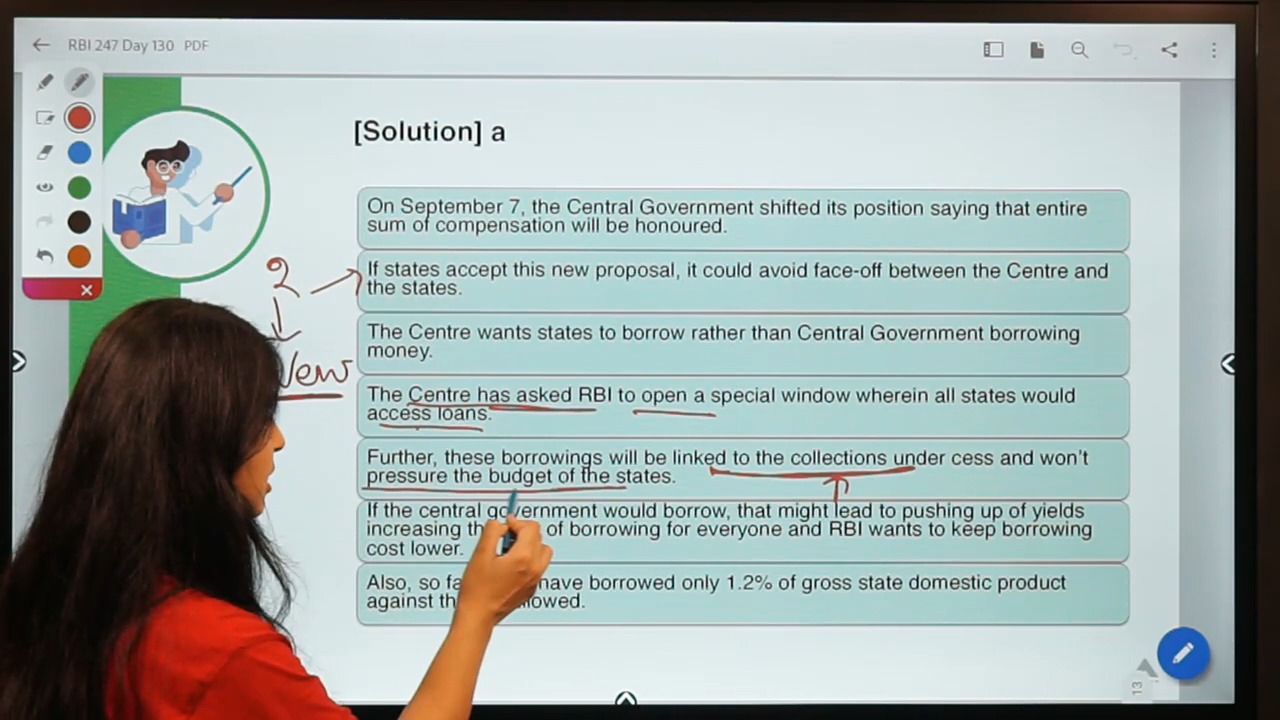 RBI 247 Day 130 PDF
[Solution] a
On September 7, the Central Government shifted its position saying that entire
sum of compensation will be honoured.
2
If states accept this new proposal, it could avoid face-off between the Centre and
the states.
The Centre wants states to borrow rather than Central Government borrowing
money.
The Centre has asked RBI to open a special window wherein all states would
access loans.
Further, these borrowings will be linked to the collections under cess and won't
pressure the budget of the states.
If the central government would borrow, that might lead to pushing up of yields
increasing of borrowing for everyone and RBI wants to keep borrowing
cost lower.
Also, so have borrowed only 1.2% of gross state domestic product
against
13